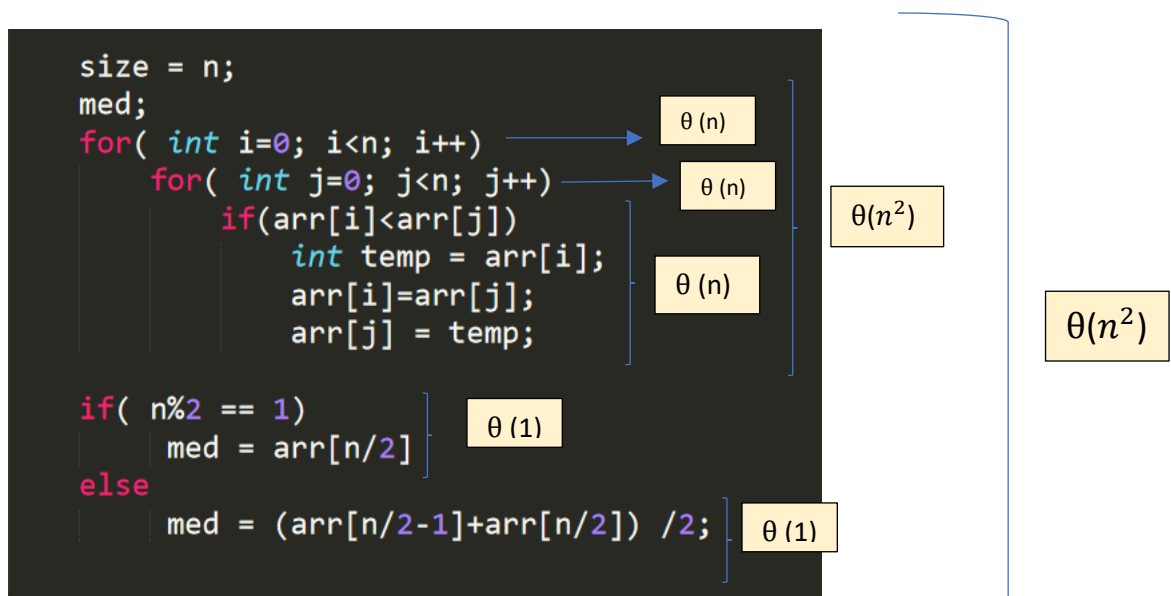 size = n;
med;
for( int i=0; i<n; i++)
θ (n)
for( int j=0; j<n; j++)
θ (n)
if(arr[i]<arr[j])
int temp = arr[i];
arr[i]=arr[j];
arr[j] = temp;
θ (n)
θ(n²)
θ(n²)
if( n%2 == 1)
med = arr[n/2]
θ (1)
else
med = (arr[n/2-1]+arr[n/2]) /2;
θ (1)